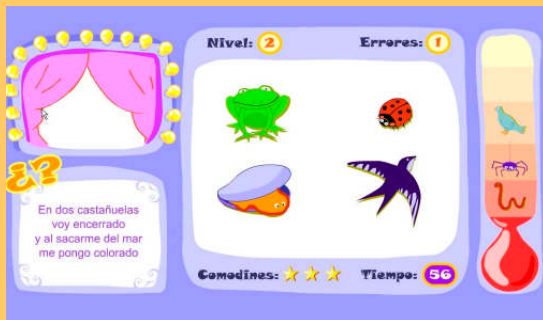 Nivel: 2
Errores: 1
¿?
En dos castañuelas
voy encerrado
y al sacarme del mar
me pongo colorado
Comodines:
Tiempo: 56